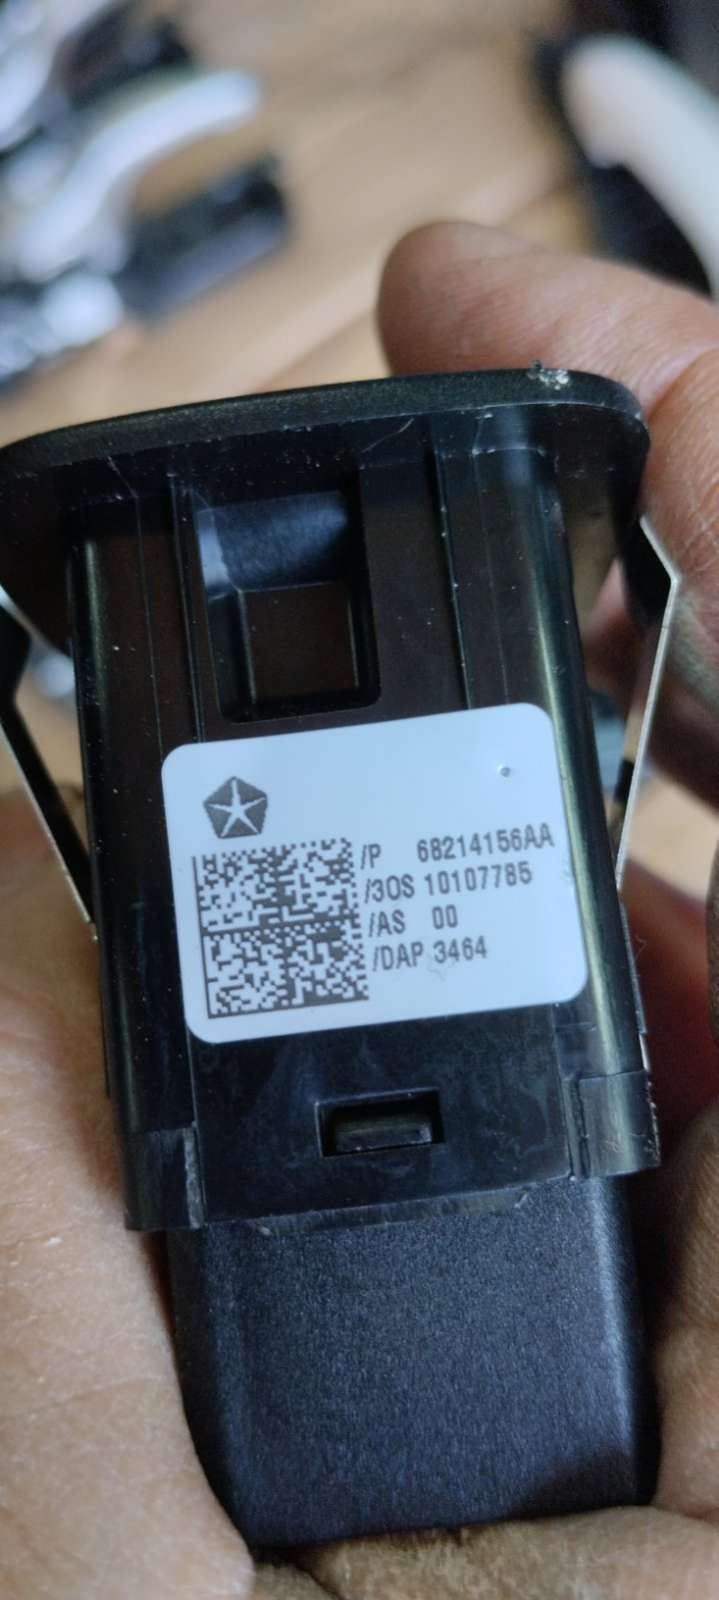 /P 68214156AA
/3OS 10107785
/AS 00
/DAP 3464